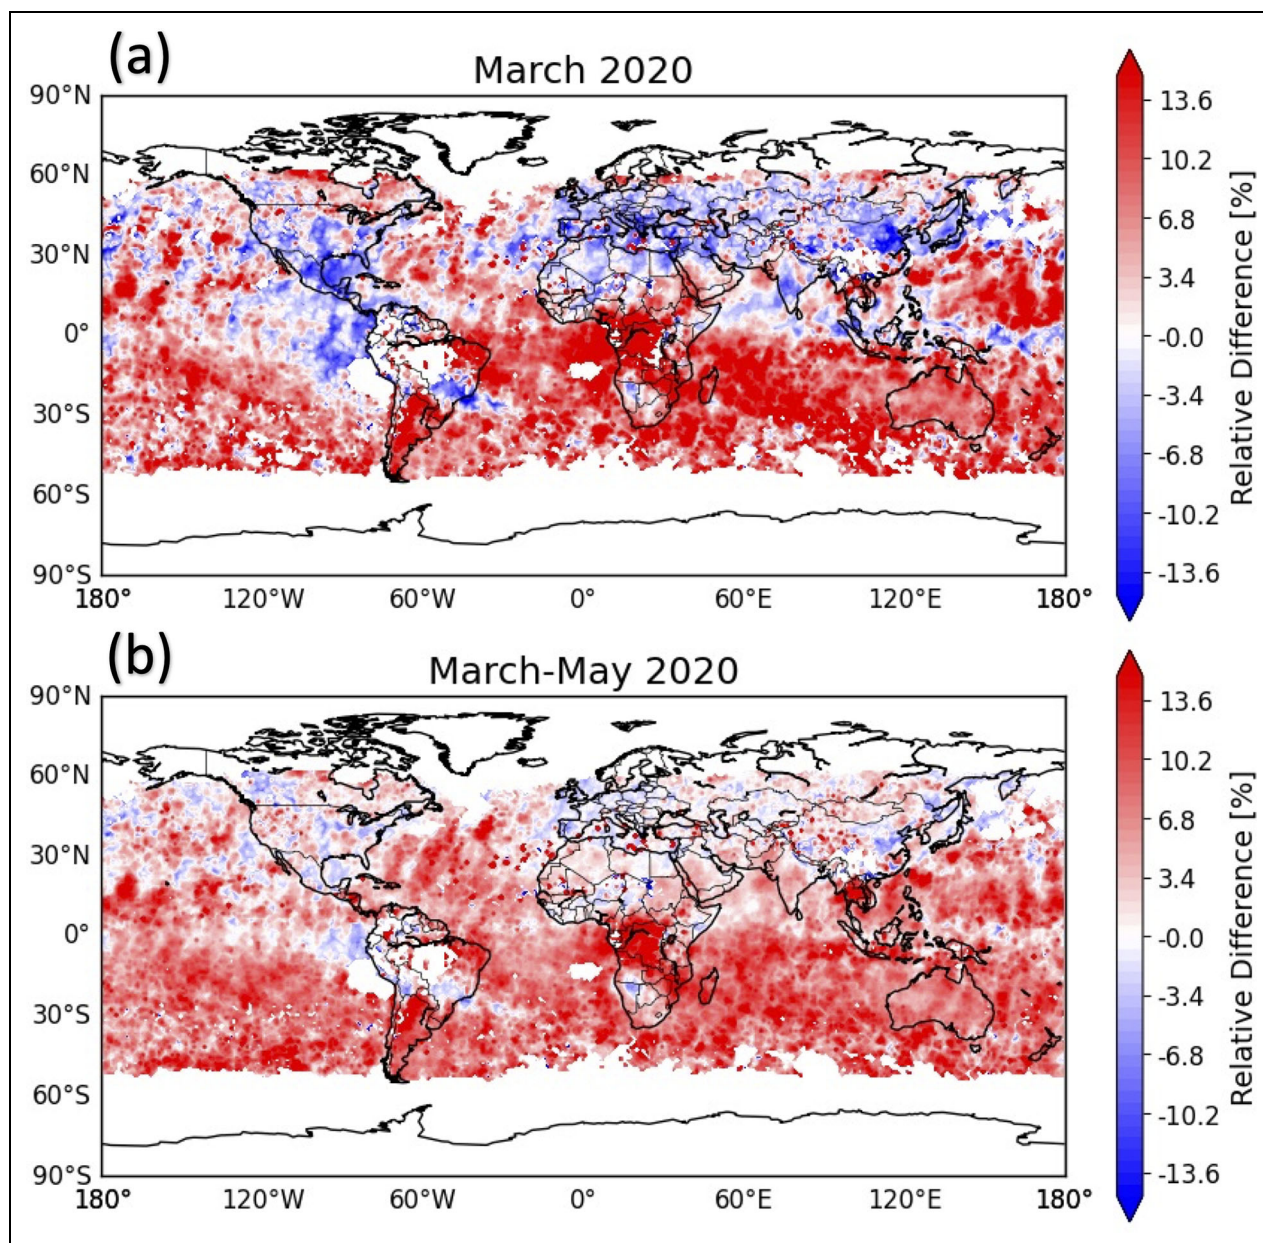 (a)
March 2020
90°N
60°N
30°N
0°
30°S
60°S
90°S
180° 120°W 60°W 0° 60°E 120°E 180°
13.6
10.2
6.8
3.4
-0.0
-3.4
-6.8
-10.2
-13.6
Relative Difference [%]
(b)
March-May 2020
90°N
60°N
30°N
0°
30°S
60°S
90°S
180° 120°W 60°W 0° 60°E 120°E 180°
13.6
10.2
6.8
3.4
-0.0
-3.4
-6.8
-10.2
-13.6
Relative Difference [%]